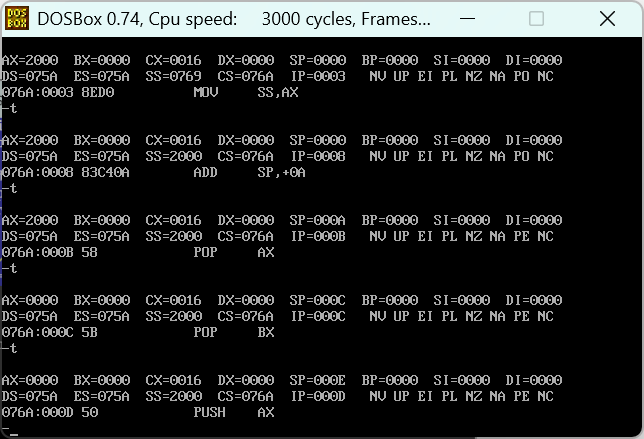 DOS
BOX
DOSBox 0.74, Cpu speed: 3000 cycles, Frames...
AX=2000 BX=0000 CX=0016 DX=0000 SP=0000 BP=0000 SI=0000 DI=0000
DS=075A ES=075A SS=0769 CS=076A IP=0003 NV UP EI PL NZ NA PO NC
076A:0003 8ED0 MOV SS,AX
-t
AX=2000 BX=0000 CX=0016 DX=0000 SP=0000 BP=0000 SI=0000 DI=0000
DS=075A ES=075A SS=2000 CS=076A IP=0008 NV UP EI PL NZ NA PO NC
076A:0008 83C40A ADD SP,+0A
-t
AX=2000 BX=0000 CX=0016 DX=0000 SP=000A BP=0000 SI=0000 DI=0000
DS=075A ES=075A SS=2000 CS=076A IP=000B NV UP EI PL NZ NA PE NC
076A:000B 58 POP AX
-t
AX=0000 BX=0000 CX=0016 DX=0000 SP=000C BP=0000 SI=0000 DI=0000
DS=075A ES=075A SS=2000 CS=076A IP=000C NV UP EI PL NZ NA PE NC
076A:000C 5B POP BX
-t
AX=0000 BX=0000 CX=0016 DX=0000 SP=000E BP=0000 SI=0000 DI=0000
DS=075A ES=075A SS=2000 CS=076A IP=000D NV UP EI PL NZ NA PE NC
076A:000D 50 PUSH AX
-_